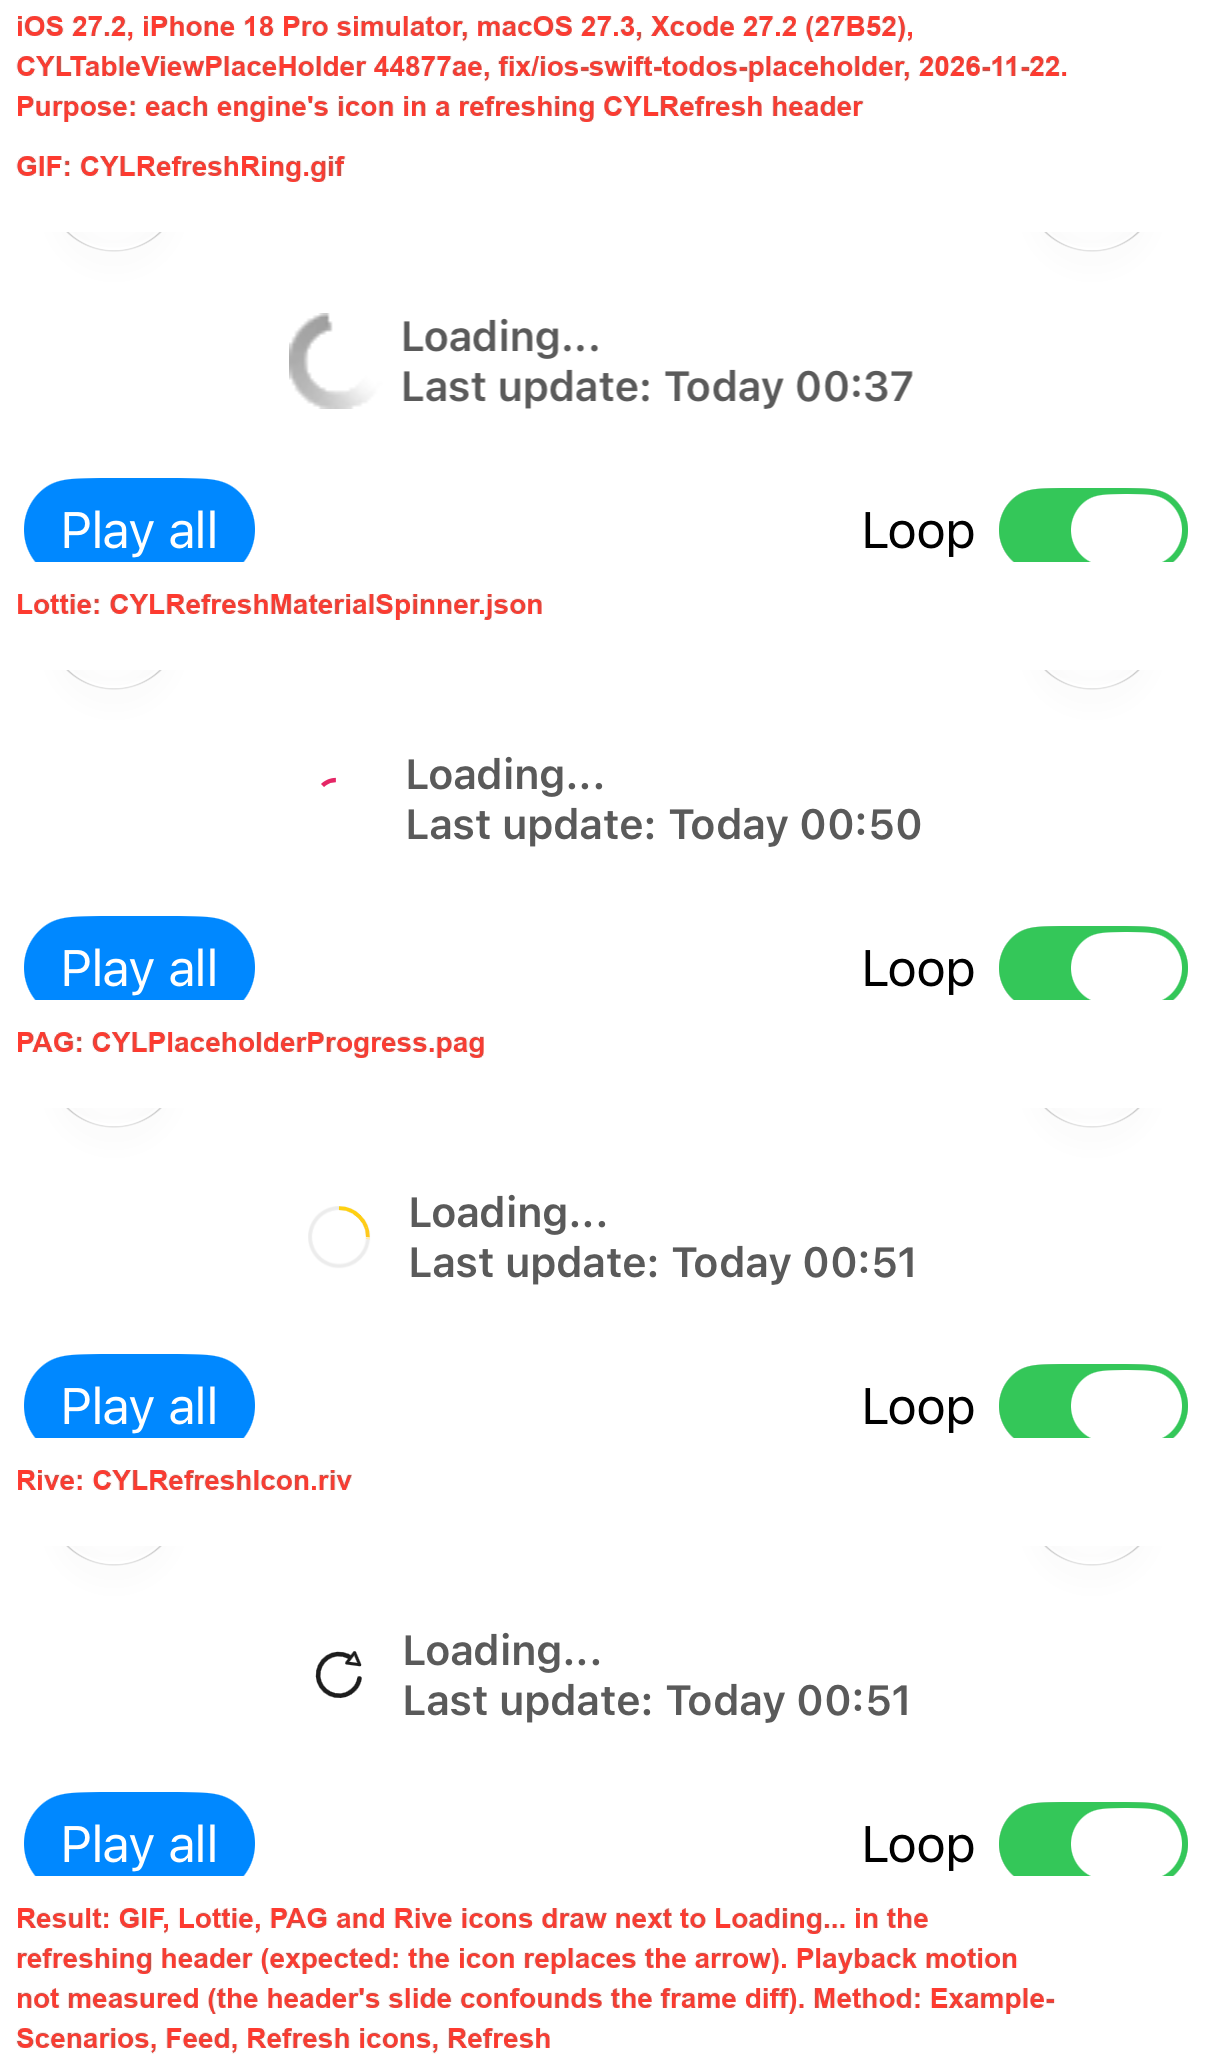 iOS 27.2, iPhone 18 Pro simulator, macOS 27.3, Xcode 27.2 (27B52),
CYLTableViewPlaceHolder 44877ae, fix/ios-swift-todos-placeholder, 2026-11-22.
Purpose: each engine's icon in a refreshing CYLRefresh header
GIF: CYLRefreshRing.gif
Loading...
Last update: Today 00:37
Play all
Loop
Lottie: CYLRefreshMaterialSpinner.json
Loading...
Last update: Today 00:50
Play all
Loop
PAG: CYLPlaceholderProgress.pag
Loading...
Last update: Today 00:51
Play all
Loop
Rive: CYLRefreshIcon.riv
Loading...
Last update: Today 00:51
Play all
Loop
Result: GIF, Lottie, PAG and Rive icons draw next to Loading... in the
refreshing header (expected: the icon replaces the arrow). Playback motion
not measured (the header's slide confounds the frame diff). Method: Example-
Scenarios, Feed, Refresh icons, Refresh